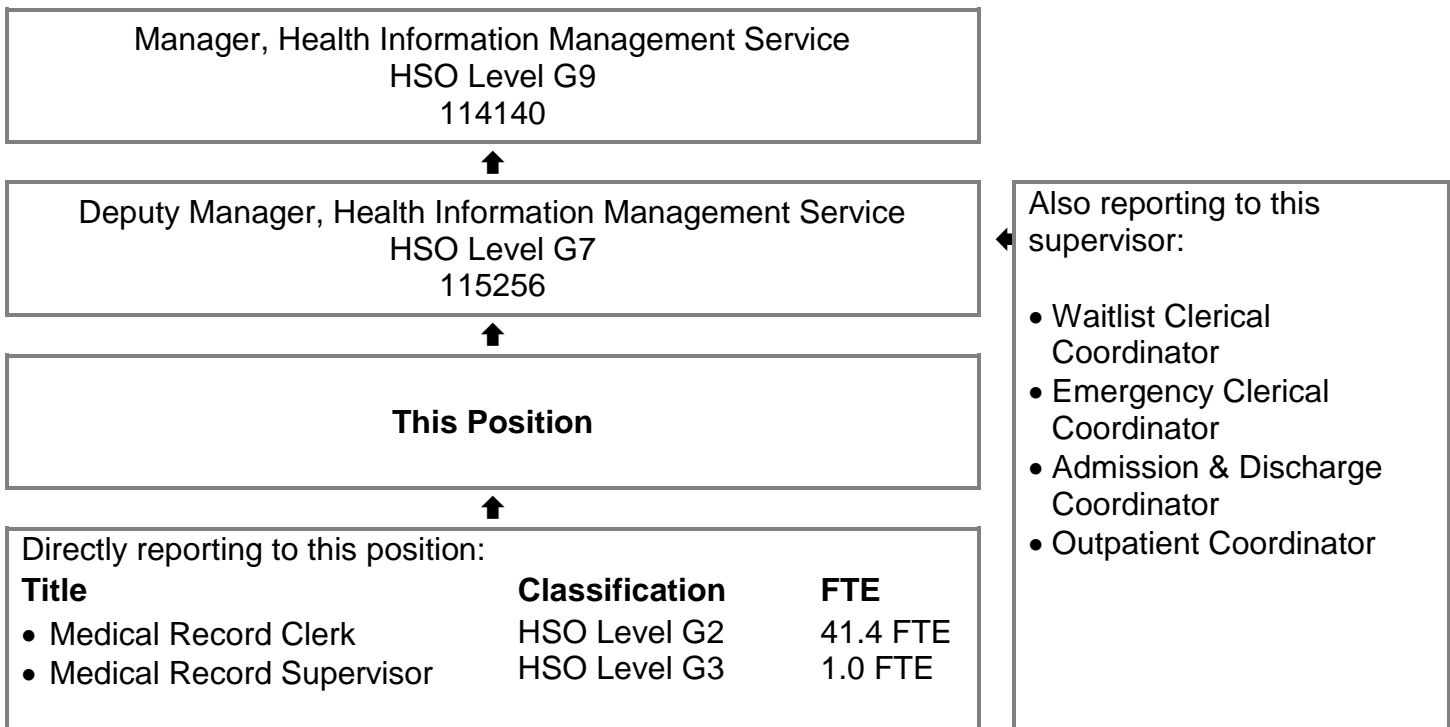 Manager, Health Information Management Service
HSO Level G9
114140
Deputy Manager, Health Information Management Service
HSO Level G7
115256
Also reporting to this
supervisor:
• Waitlist Clerical
Coordinator
• Emergency Clerical
Coordinator
• Admission & Discharge
Coordinator
• Outpatient Coordinator
This Position
Directly reporting to this position:
Title Classification FTE
• Medical Record Clerk HSO Level G2 41.4 FTE
• Medical Record Supervisor HSO Level G3 1.0 FTE